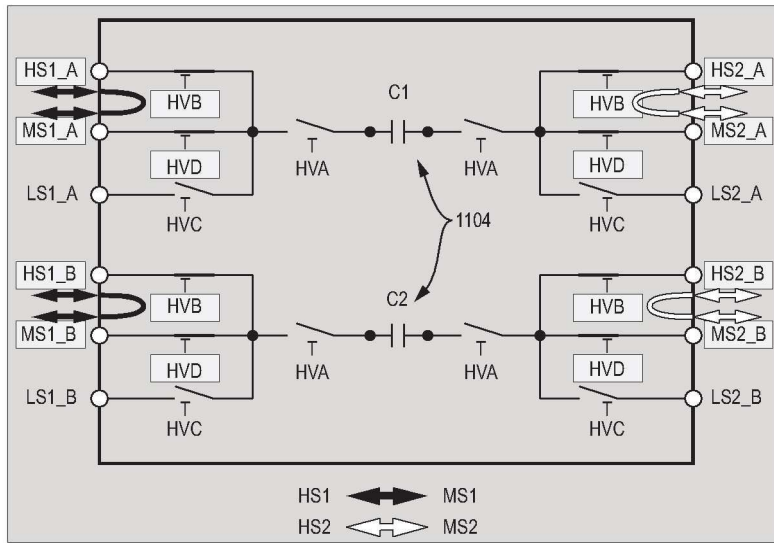 HS1_A
HS2_A
HVB
C1
HVB
MS1_A
MS2_A
HVD
HVA
HVA
HVD
LS1_A
LS2_A
HVC
1104
HVC
HS1_B
HS2_B
HVB
C2
HVB
MS1_B
MS2_B
HVD
HVA
HVA
HVD
LS1_B
LS2_B
HVC
HVC
HS1 MS1
HS2 MS2